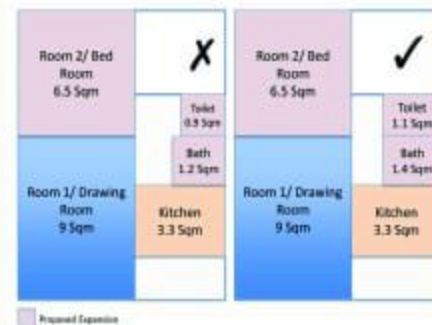 Room 2/ Bed
Room
6.5 Sqm
✗
Toilet
0.9 Sqm
Bath
1.2 Sqm
Room 1/ Drawing
Room
9 Sqm
Kitchen
3.3 Sqm
Room 2/ Bed
Room
6.5 Sqm
✓
Toilet
1.1 Sqm
Bath
1.4 Sqm
Room 1/ Drawing
Room
9 Sqm
Kitchen
3.3 Sqm
Proposed Expansion